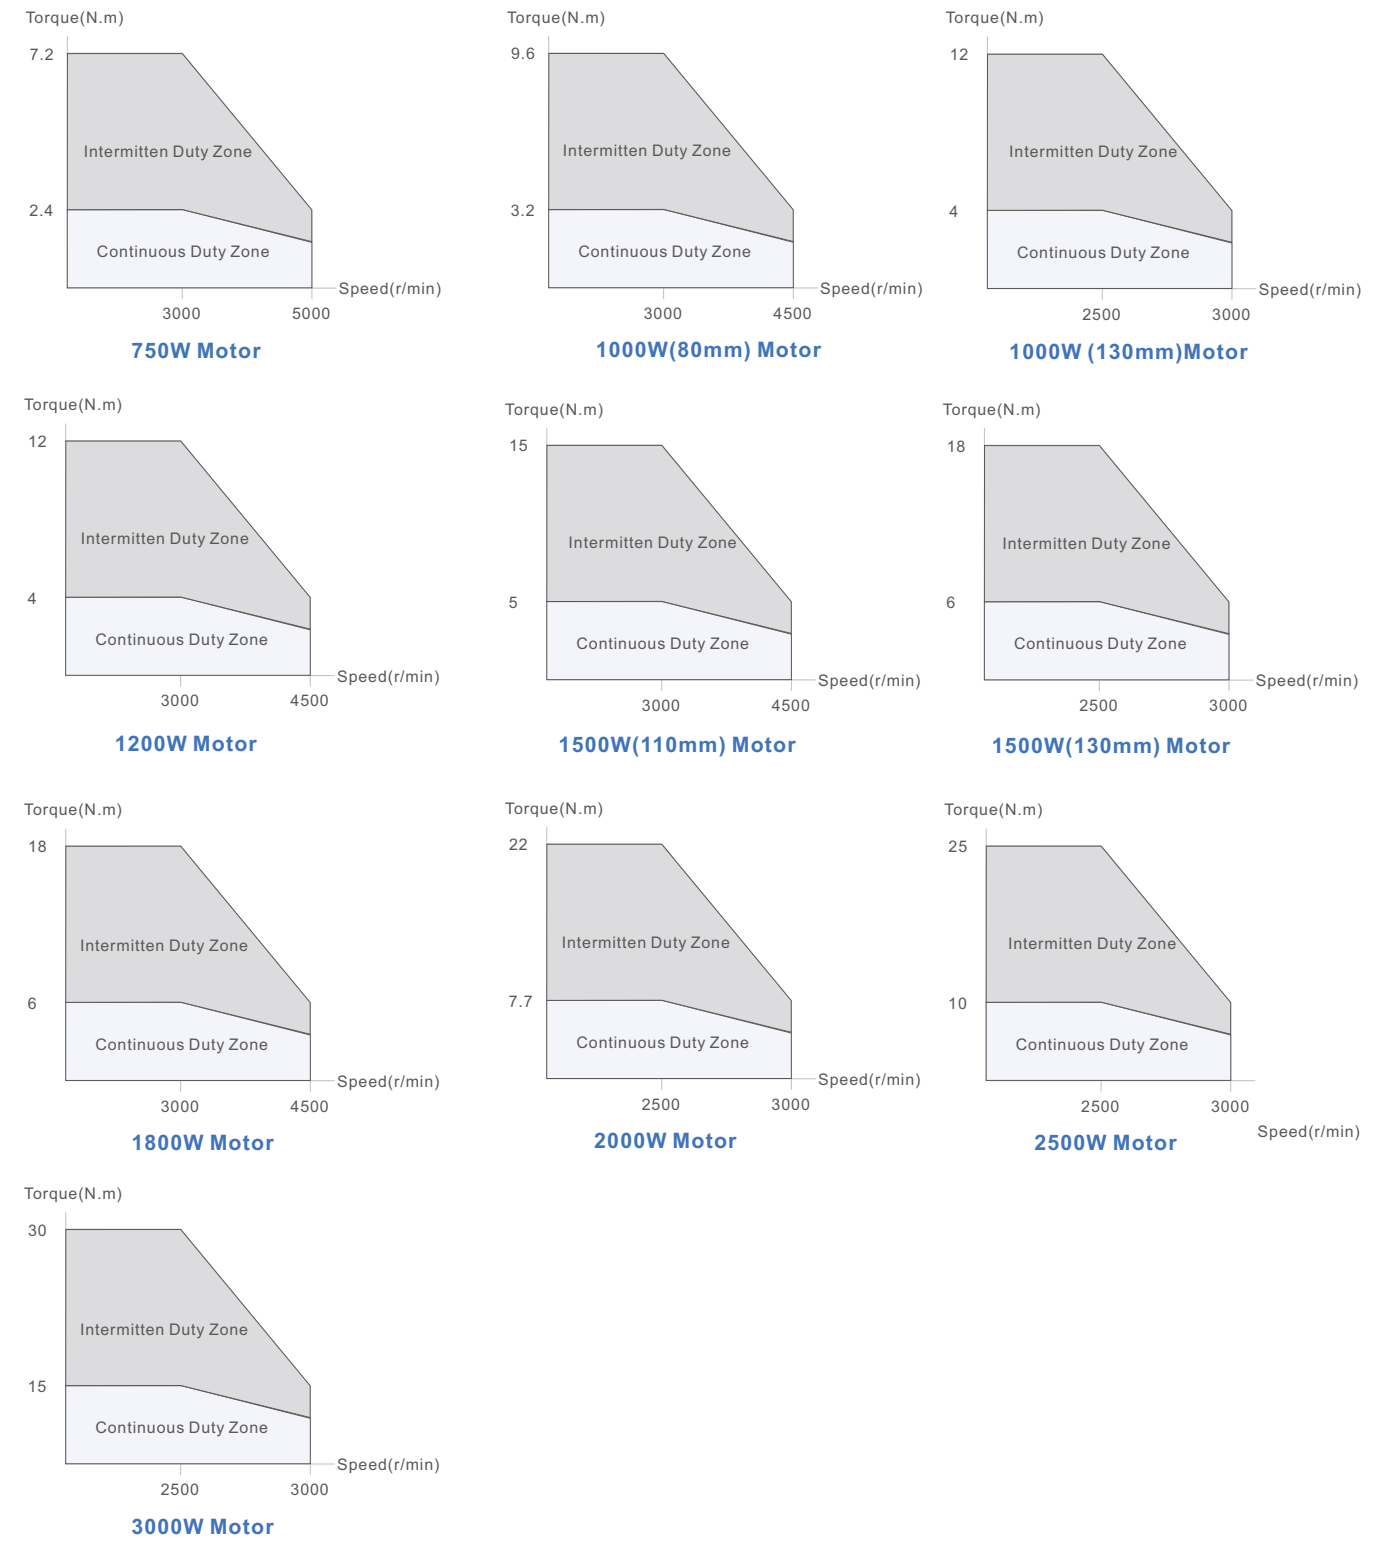 Torque(N.m)
7.2
Intermitten Duty Zone
2.4
Continuous Duty Zone
Speed(r/min)
3000 5000
750W Motor
Torque(N.m)
9.6
Intermitten Duty Zone
3.2
Continuous Duty Zone
Speed(r/min)
3000 4500
1000W(80mm) Motor
Torque(N.m)
12
Intermitten Duty Zone
4
Continuous Duty Zone
Speed(r/min)
2500 3000
1000W (130mm)Motor
Torque(N.m)
12
Intermitten Duty Zone
4
Continuous Duty Zone
Speed(r/min)
3000 4500
1200W Motor
Torque(N.m)
15
Intermitten Duty Zone
5
Continuous Duty Zone
Speed(r/min)
3000 4500
1500W(110mm) Motor
Torque(N.m)
18
Intermitten Duty Zone
6
Continuous Duty Zone
Speed(r/min)
2500 3000
1500W(130mm) Motor
Torque(N.m)
18
Intermitten Duty Zone
6
Continuous Duty Zone
Speed(r/min)
3000 4500
1800W Motor
Torque(N.m)
22
Intermitten Duty Zone
7.7
Continuous Duty Zone
Speed(r/min)
2500 3000
2000W Motor
Torque(N.m)
25
Intermitten Duty Zone
10
Continuous Duty Zone
2500 3000
Speed(r/min)
2500W Motor
Torque(N.m)
30
Intermitten Duty Zone
15
Continuous Duty Zone
Speed(r/min)
2500 3000
3000W Motor